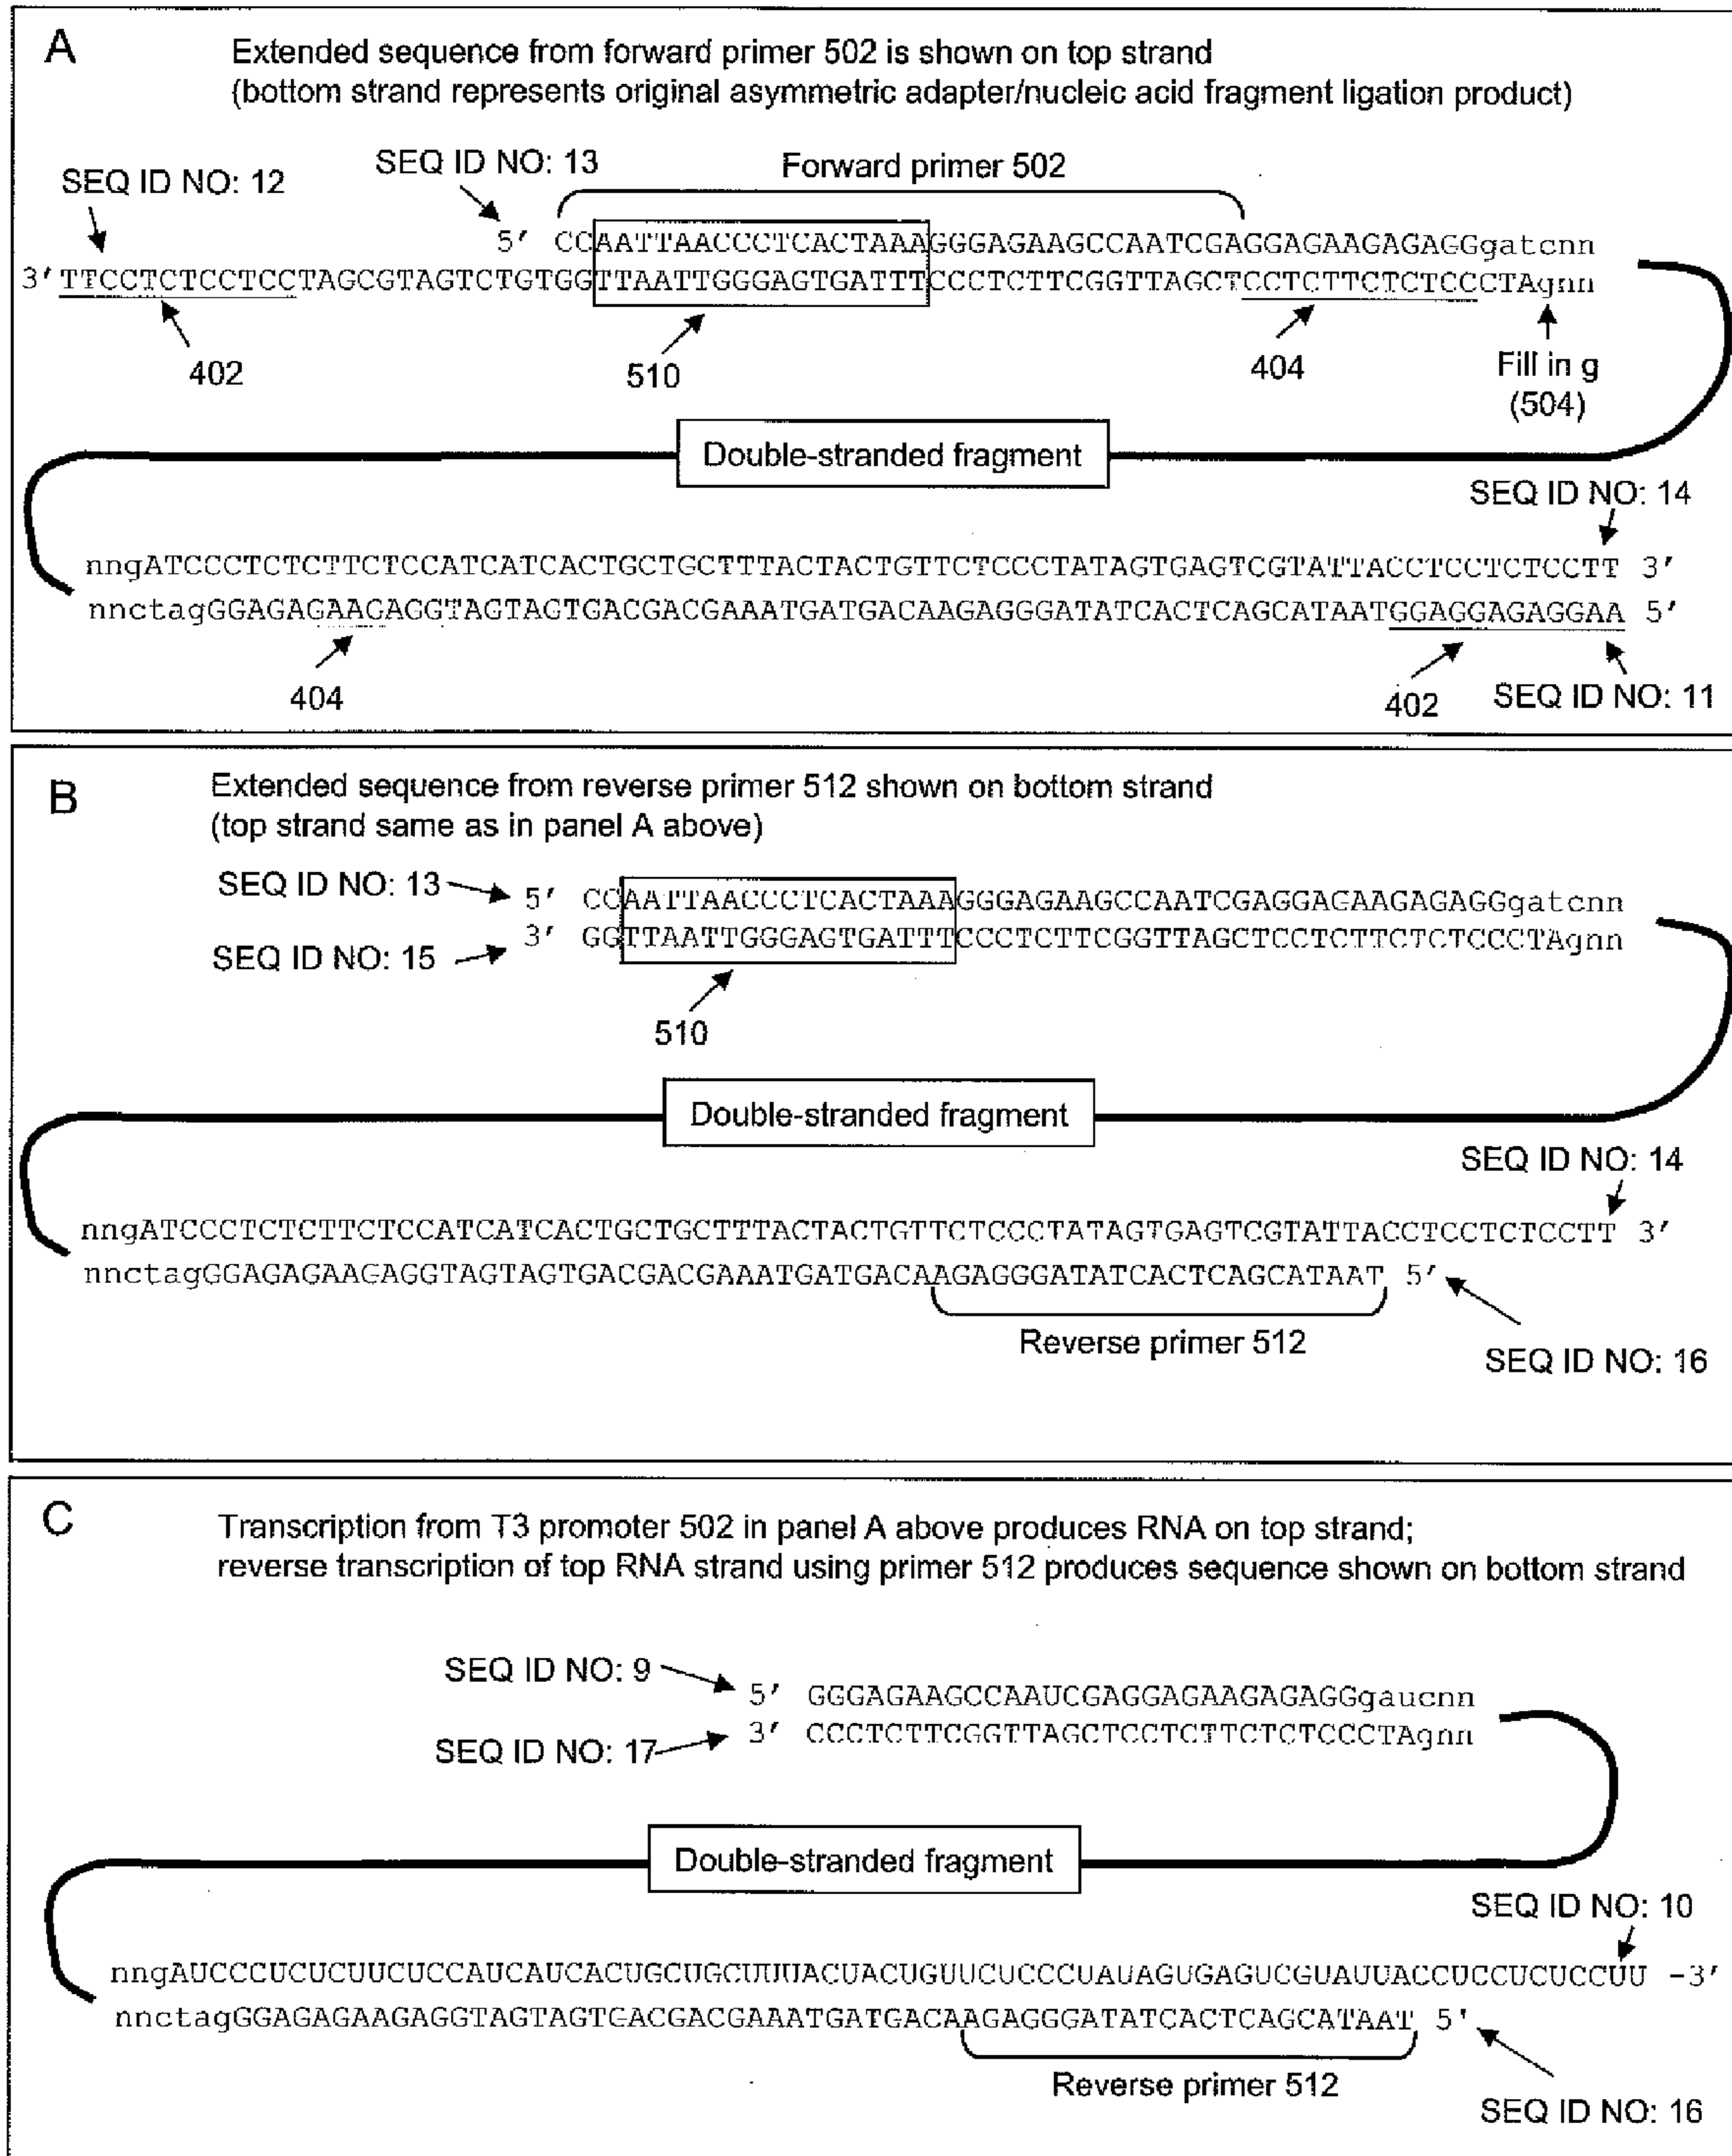 A
Extended sequence from forward primer 502 is shown on top strand
(bottom strand represents original asymmetric adapter/nucleic acid fragment ligation product)
SEQ ID NO: 12
SEQ ID NO: 13
Forward primer 502
5' CCAATTAACCCTCACTAAAGGGAGAAGCCAATCGAGGAGAAGAGAGGgatcnn
3'TTCCTCTCCTCCTAGCGTAGTCTGTGGTTAATTGGGAGTGATTTCCCTCTTCGGTTAGCTCCTCTTCTCTCCCTAgnn
402
510
404
Fill in g
(504)
Double-stranded fragment
SEQ ID NO: 14
nngATCCCTCTCTTCTCCATCATCACTGCTGCTTTACTACTGTTCTCCCTATAGTGAGTCGTATTACCTCCTCTCCTT 3'
nnctagGGAGAGAAGAGGTAGTAGTGACGACGAAATGATGACAAGAGGGATATCACTCAGCATAATGGAGGAGAGGAA 5'
404
402
SEQ ID NO: 11
B
Extended sequence from reverse primer 512 shown on bottom strand
(top strand same as in panel A above)
SEQ ID NO: 13
5' CCAATTAACCCTCACTAAAGGGAGAAGCCAATCGAGGAGAAGAGAGGgatcnn
3' GGTTAATTGGGAGTGATTTCCCTCTTCGGTTAGCTCCTCTTCTCTCCCTAgnn
SEQ ID NO: 15
510
Double-stranded fragment
SEQ ID NO: 14
nngATCCCTCTCTTCTCCATCATCACTGCTGCTTTACTACTGTTCTCCCTATAGTGAGTCGTATTACCTCCTCTCCTT 3'
nnctagGGAGAGAAGAGGTAGTAGTGACGACGAAATGATGACAAGAGGGATATCACTCAGCATAAT 5'
Reverse primer 512
SEQ ID NO: 16
C
Transcription from T3 promoter 502 in panel A above produces RNA on top strand;
reverse transcription of top RNA strand using primer 512 produces sequence shown on bottom strand
SEQ ID NO: 9
5' GGGAGAAGCCAAUCGAGGAGAAGAGAGGgaucnn
3' CCCTCTTCGGTTAGCTCCTCTTCTCTCCCTAgnn
SEQ ID NO: 17
Double-stranded fragment
SEQ ID NO: 10
nngAUCCCUCUCUUCUCCAUCAUCACUGCUGCUUUACUACUGUUCUCCCUAUAGUGAGUCGUAUUACCUCCUCUCCUU -3'
nnctagGGAGAGAAGAGGTAGTAGTGACGACGAAATGATGACAAGAGGGATATCACTCAGCATAAT 5'
Reverse primer 512
SEQ ID NO: 16